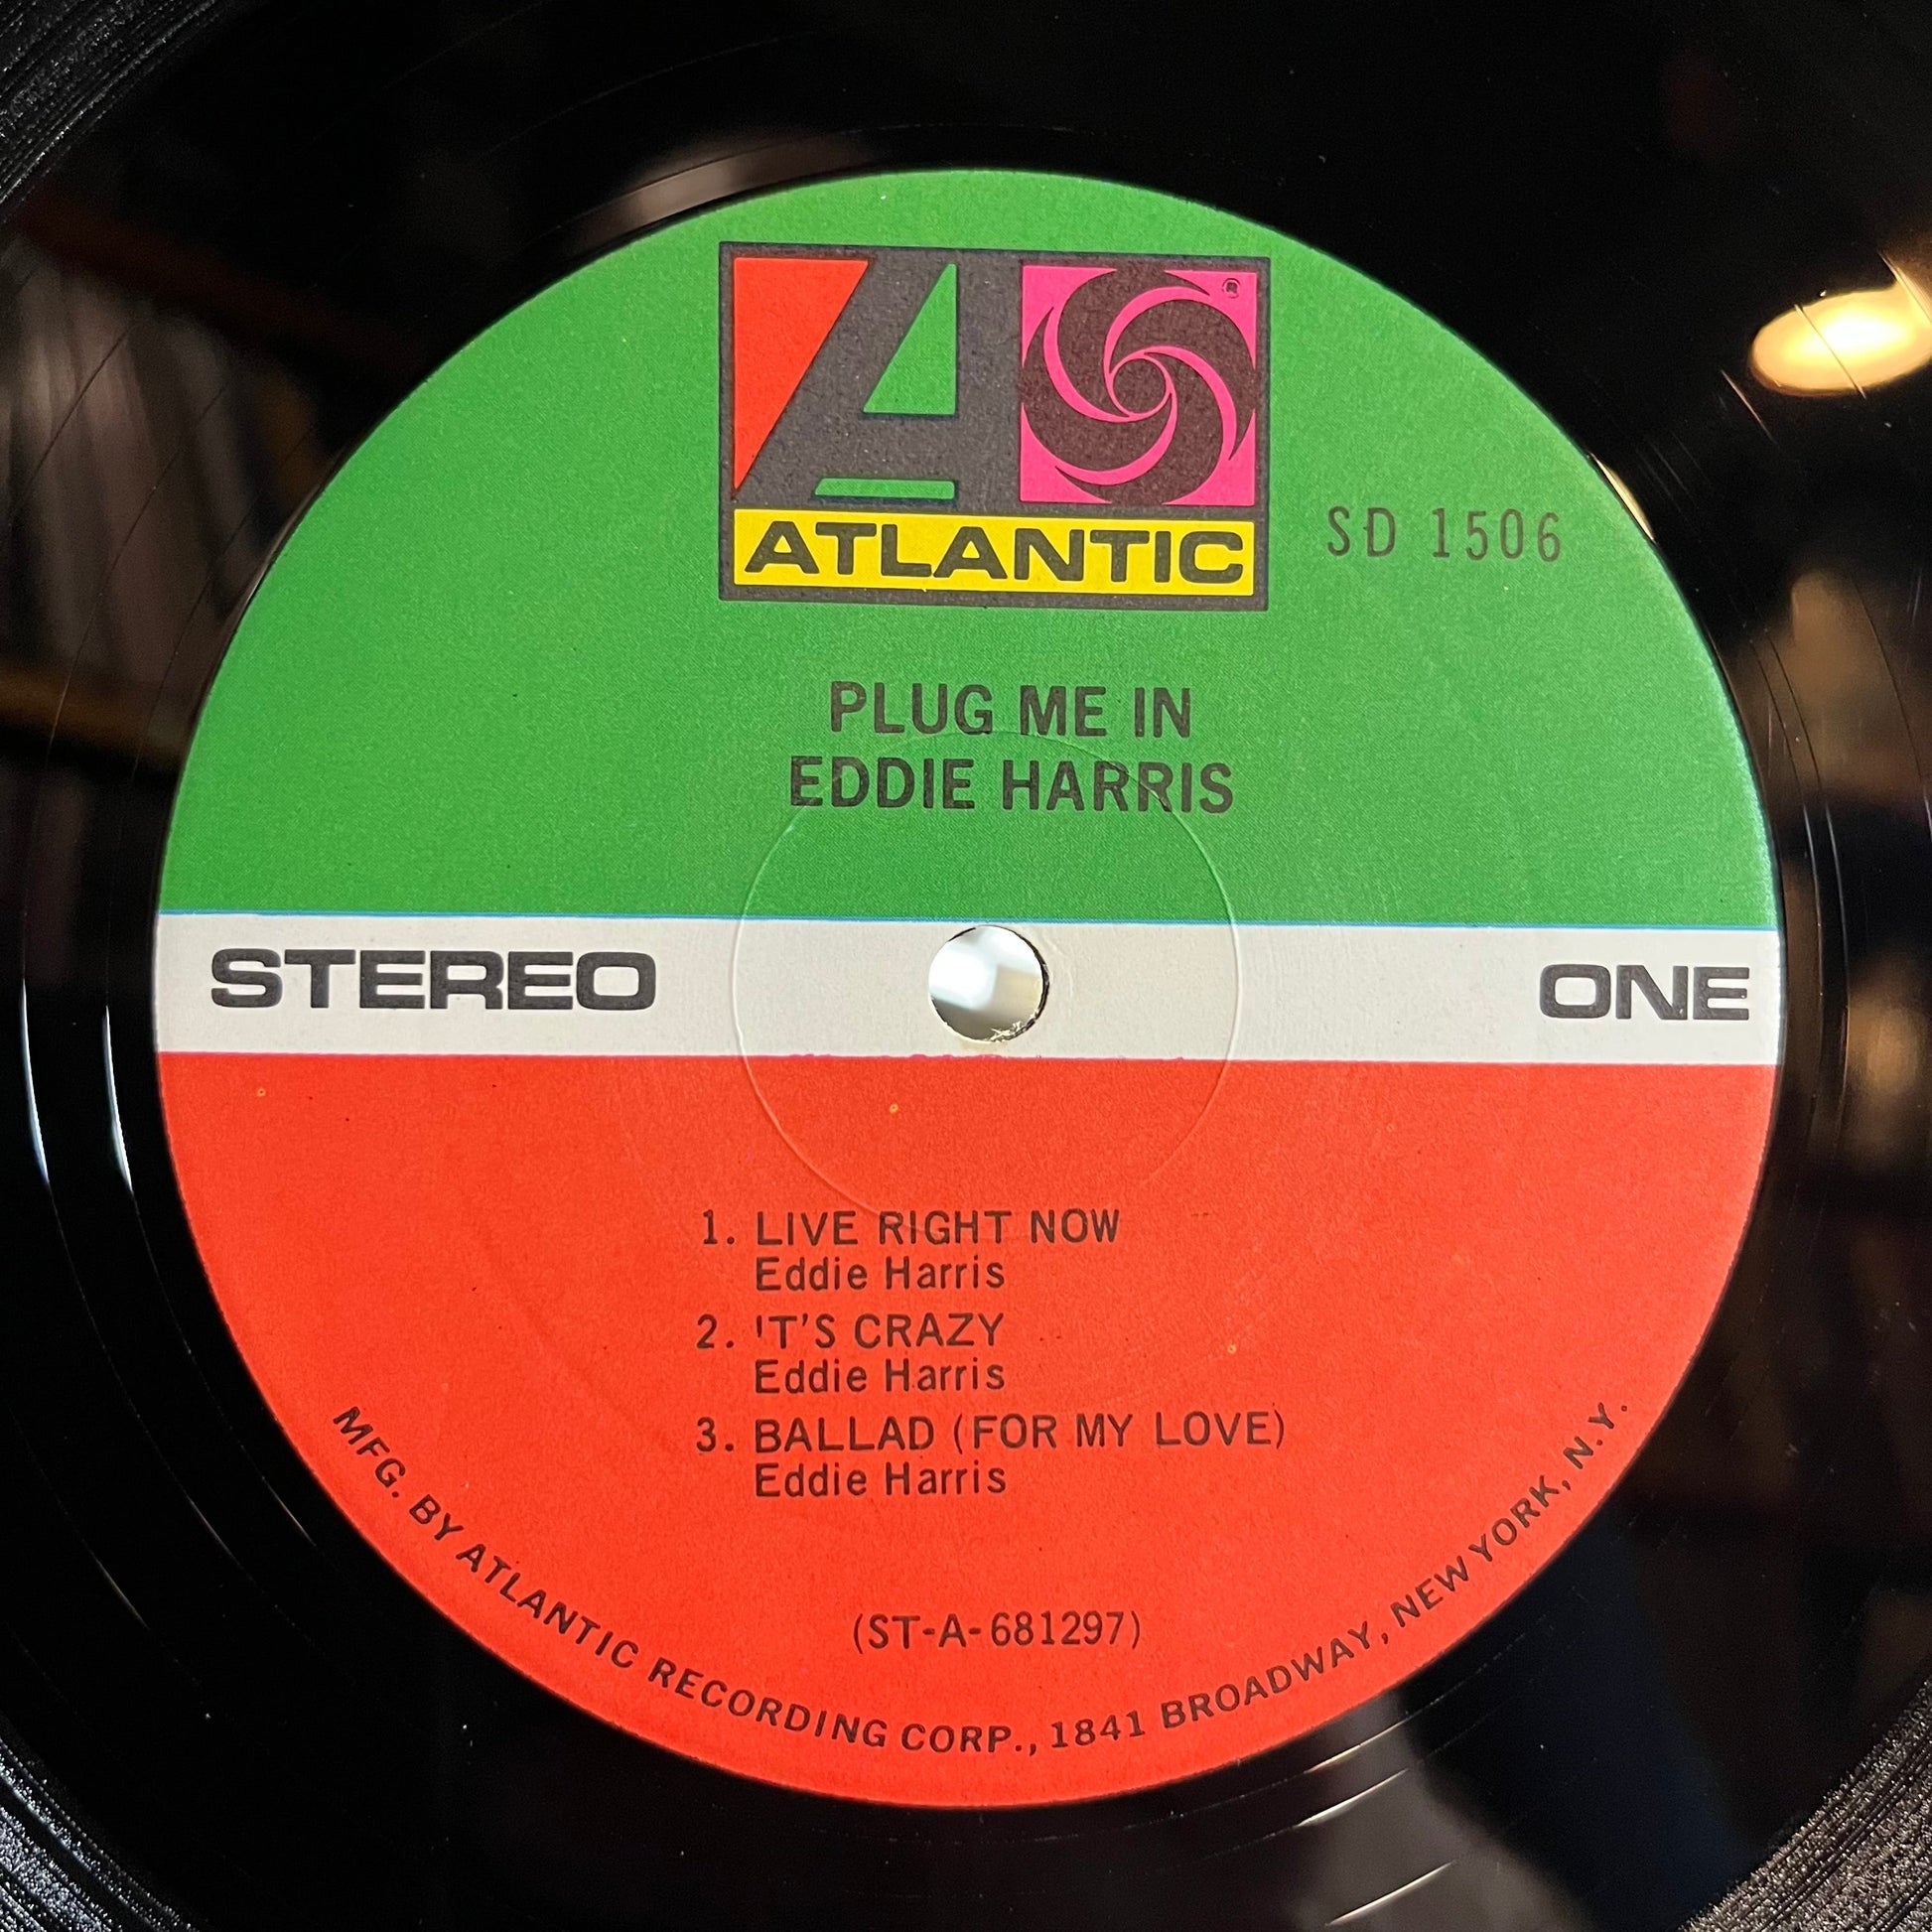 A
ATLANTIC
®
SD 1506
PLUG ME IN
EDDIE HARRIS
STEREO
ONE
1. LIVE RIGHT NOW
Eddie Harris
2. IT'S CRAZY
Eddie Harris
3. BALLAD (FOR MY LOVE)
Eddie Harris
(ST-A-681297)
MFG. BY ATLANTIC RECORDING CORP., 1841 BROADWAY, NEW YORK, N.Y.